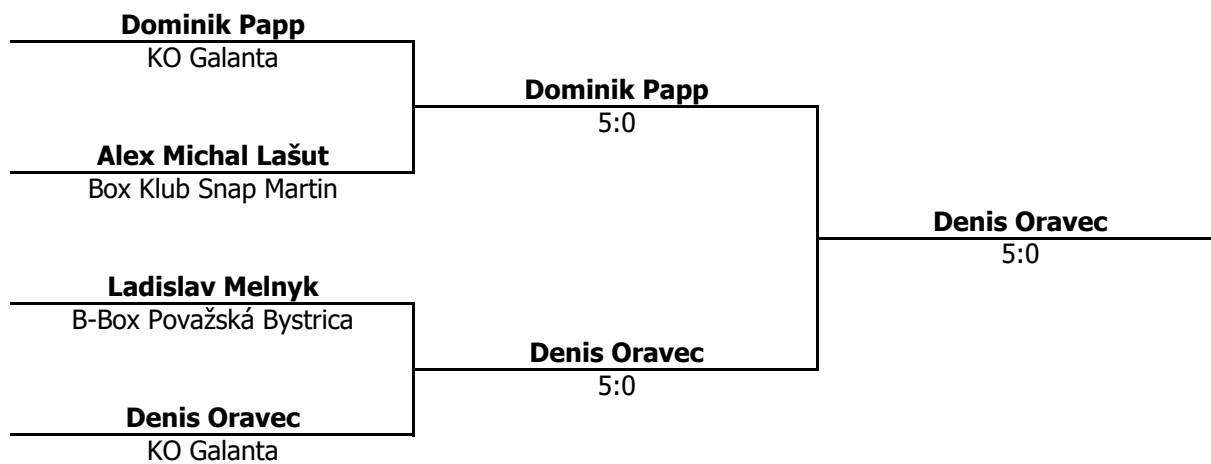 Dominik Papp
KO Galanta
Dominik Papp
5:0
Alex Michal Lašut
Box Klub Snap Martin
Denis Oravec
5:0
Ladislav Melnyk
B-Box Považská Bystrica
Denis Oravec
5:0
Denis Oravec
KO Galanta